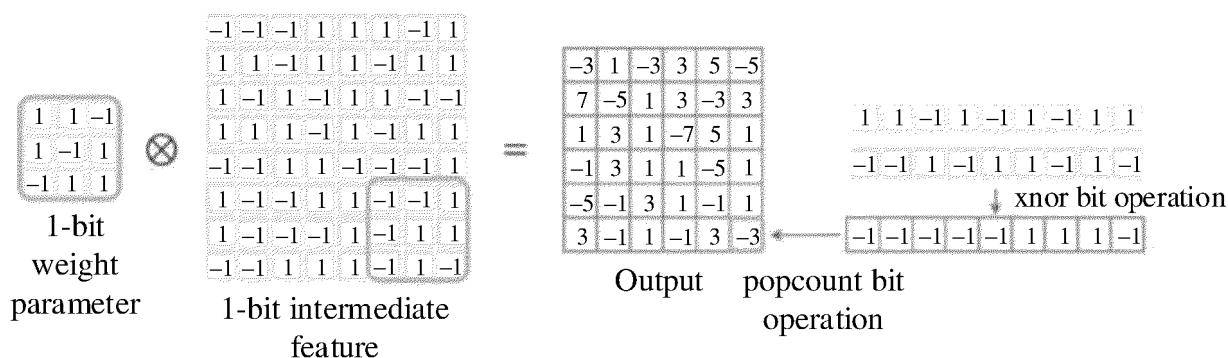 –1 –1 –1 1 1 1 –1 1
1 1 –1 1 1 –1 1 1
1 –1 1 –1 1 1 –1 –1
1 1 1 –1 1 –1 1 1
–1 –1 1 1 –1 –1 –1 1
1 –1 –1 1 1 –1 –1 1
1 –1 –1 –1 1 –1 1 1
–1 –1 1 1 1 –1 1 –1
1 1 –1
1 –1 1
–1 1 1
⊗
=
–3 1 –3 3 5 –5
7 –5 1 3 –3 3
1 3 1 –7 5 1
–1 3 1 1 –5 1
–5 –1 3 1 –1 1
3 –1 1 –1 3 –3
1 1 –1 1 –1 1 –1 1 1
–1 –1 1 –1 1 1 –1 1 –1
xnor bit operation
–1 –1 –1 –1 –1 1 1 1 –1
1-bit
weight
parameter
1-bit intermediate
feature
Output
popcount bit
operation